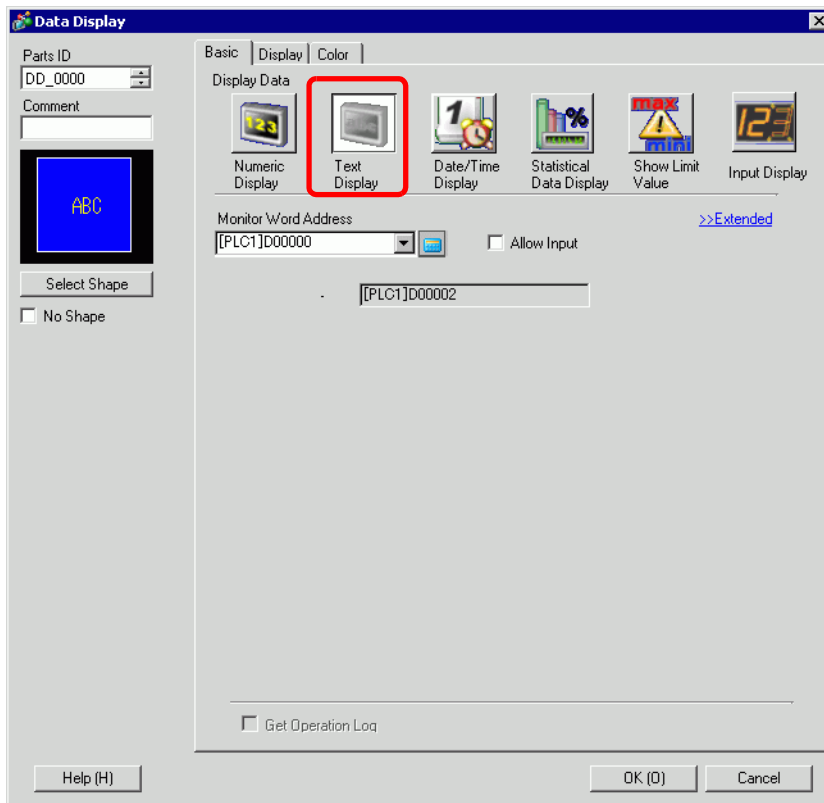 Data Display
Parts ID
DD_0000
Comment
ABC
Select Shape
No Shape
Basic
Display
Color
Display Data
Numeric
Display
Text
Display
Date/Time
Display
Statistical
Data Display
Show Limit
Value
Input Display
Monitor Word Address
>>Extended
[PLC1]D00000
Allow Input
-
[PLC1]D00002
Get Operation Log
Help (H)
OK (O)
Cancel